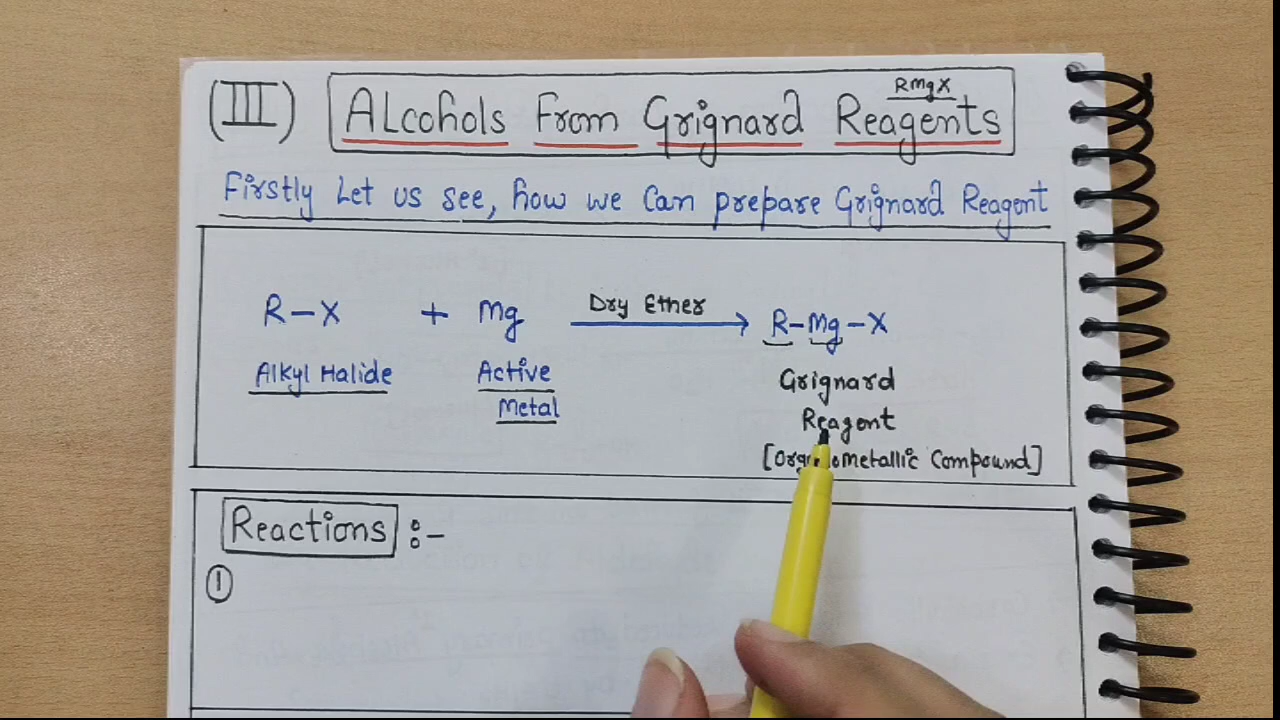 (III) Alcohols From Grignard Reagents
RMgX
Firstly Let us see, how we Can prepare Grignard Reagent
R-X + Mg Dry Ether R-Mg-X
Alkyl Halide Active Metal
Grignard
Reagent
Compound]
Reactions :-
①